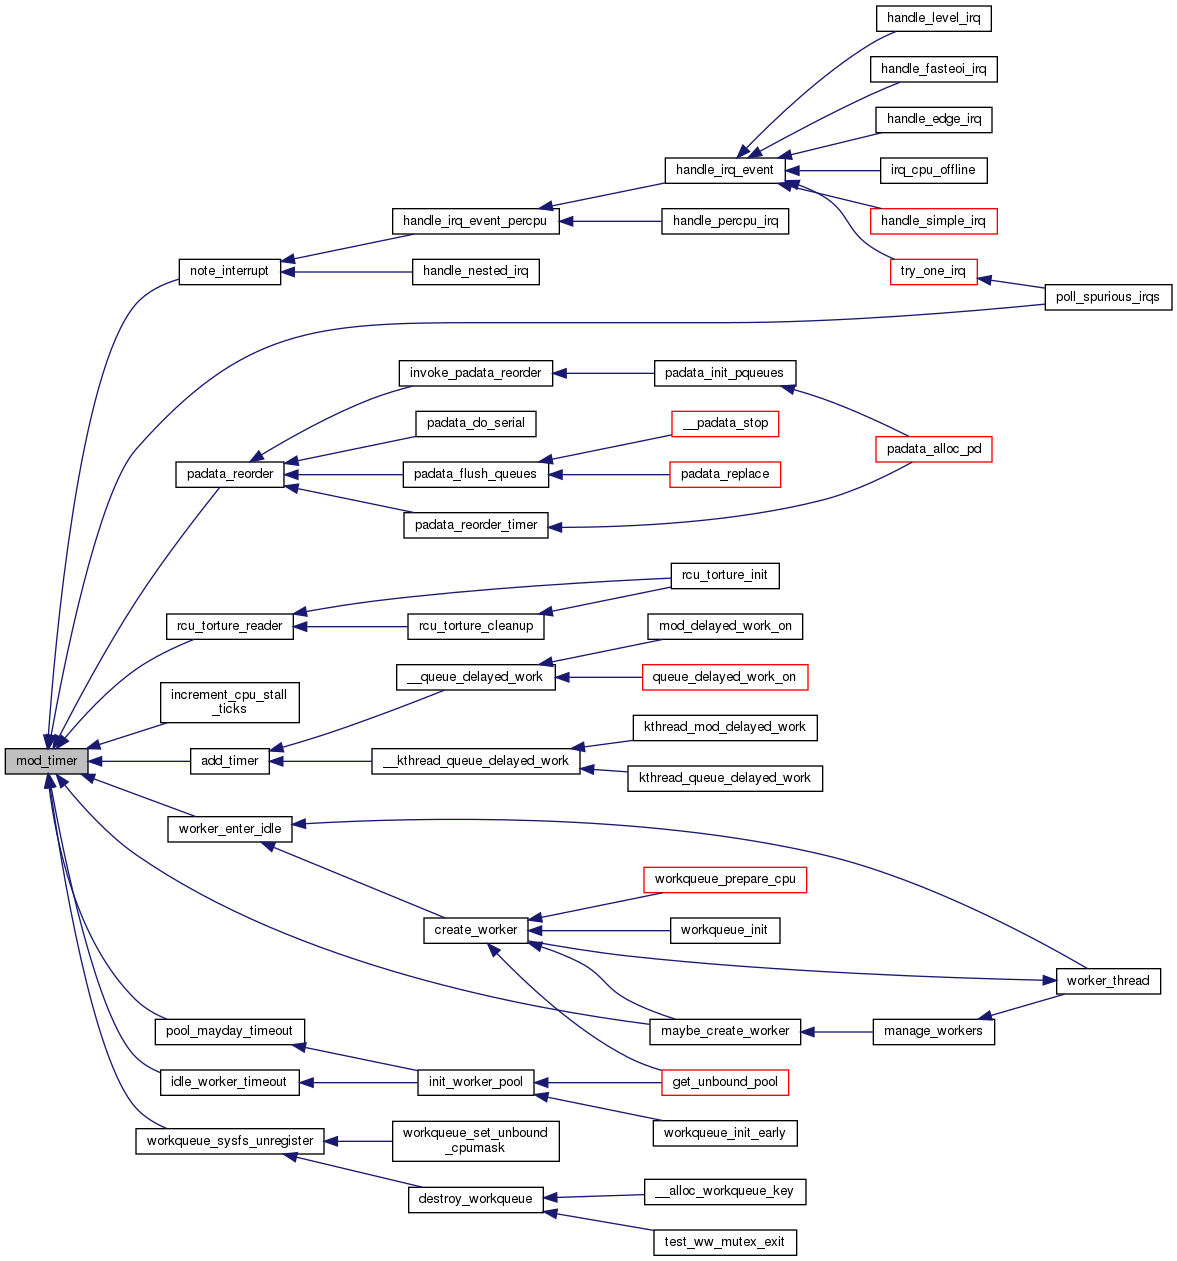 handle_level_irq
handle_fasteoi_irq
handle_edge_irq
handle_irq_event
irq_cpu_offline
handle_irq_event_percpu
handle_percpu_irq
handle_simple_irq
note_interrupt
handle_nested_irq
try_one_irq
poll_spurious_irqs
invoke_padata_reorder
padata_init_pqueues
padata_do_serial
__padata_stop
padata_alloc_pd
padata_reorder
padata_flush_queues
padata_replace
padata_reorder_timer
rcu_torture_init
rcu_torture_reader
rcu_torture_cleanup
mod_delayed_work_on
__queue_delayed_work
queue_delayed_work_on
increment_cpu_stall
_ticks
kthread_mod_delayed_work
mod_timer
add_timer
__kthread_queue_delayed_work
kthread_queue_delayed_work
worker_enter_idle
workqueue_prepare_cpu
create_worker
workqueue_init
worker_thread
pool_mayday_timeout
maybe_create_worker
manage_workers
idle_worker_timeout
init_worker_pool
get_unbound_pool
workqueue_init_early
workqueue_sysfs_unregister
workqueue_set_unbound
_cpumask
destroy_workqueue
__alloc_workqueue_key
test_ww_mutex_exit